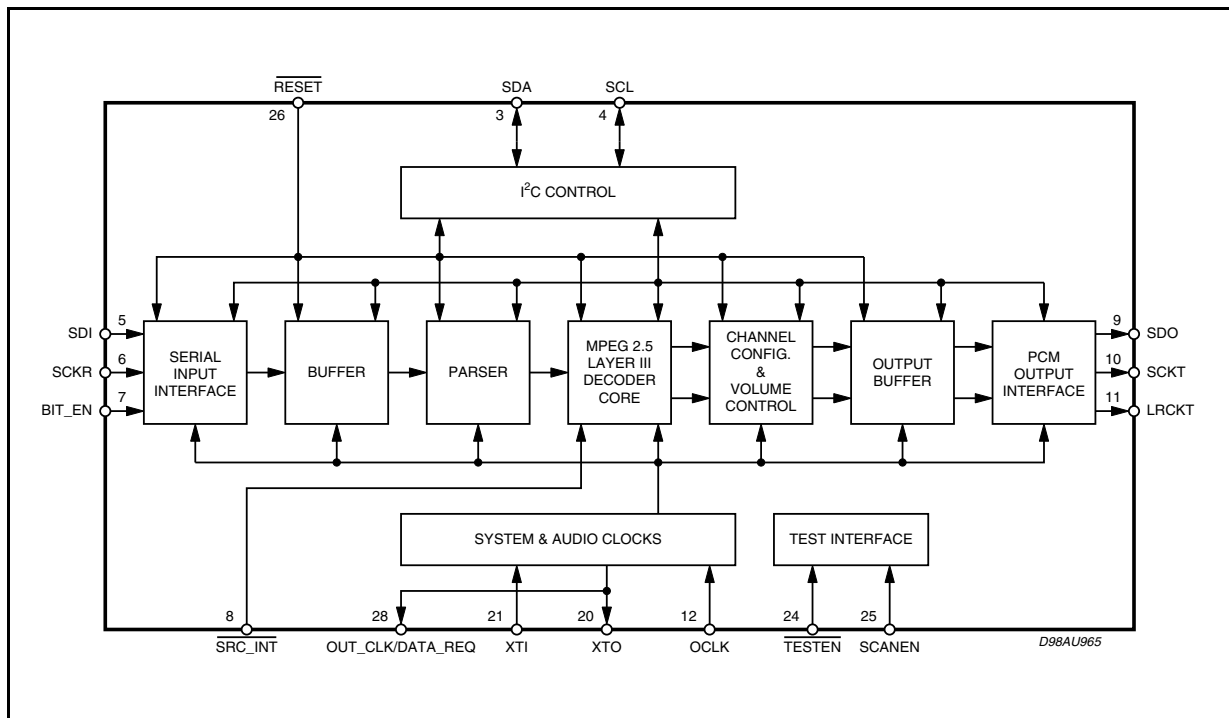 RESET
SDA
SCL
26
3
4
I2C CONTROL
SDI
5
SCKR
6
BIT_EN
7
SERIAL
INPUT
INTERFACE
BUFFER
PARSER
MPEG 2.5
LAYER III
DECODER
CORE
CHANNEL
CONFIG.
&
VOLUME
CONTROL
OUTPUT
BUFFER
PCM
OUTPUT
INTERFACE
9
SDO
10
SCKT
11
LRCKT
SYSTEM & AUDIO CLOCKS
TEST INTERFACE
8
28
21
20
12
24
25
SRC_INT
OUT_CLK/DATA_REQ
XTI
XTO
OCLK
TESTEN
SCANEN
D98AU965